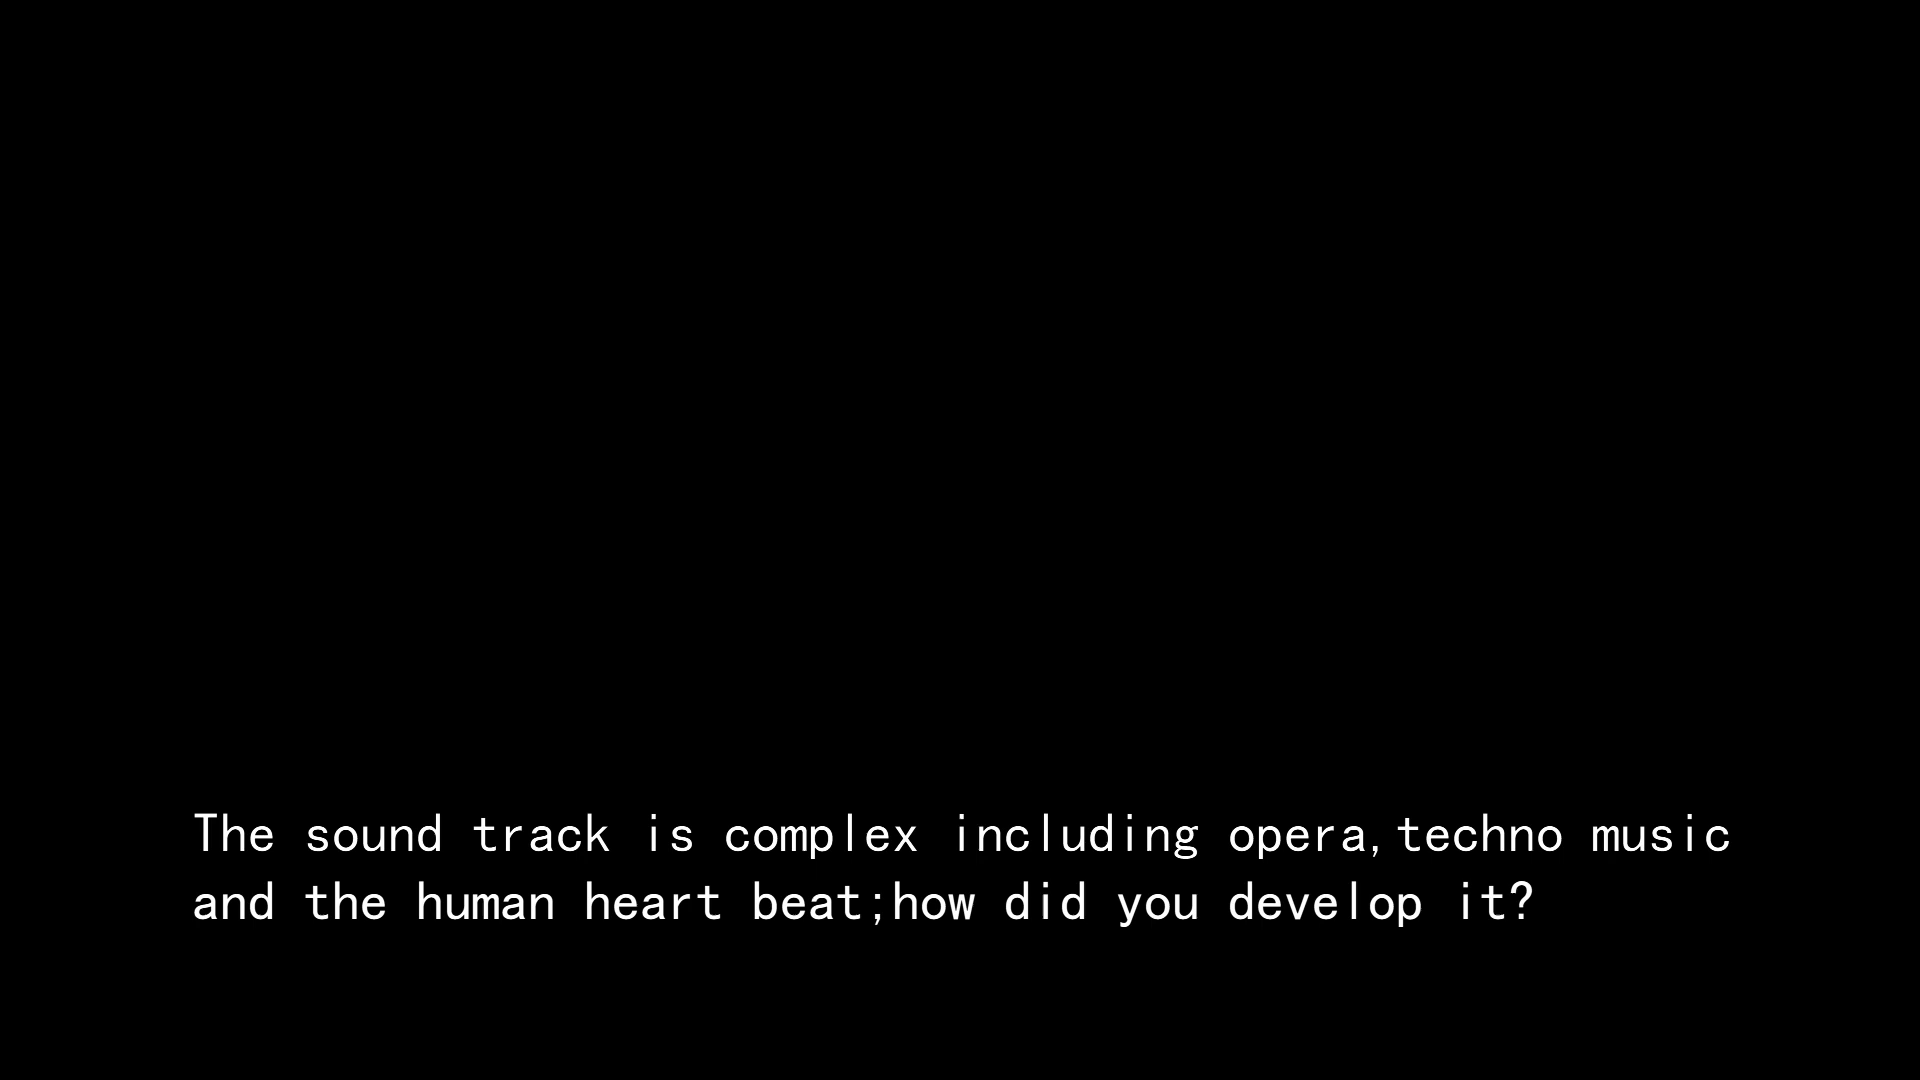 The sound track is complex including opera,techno music
and the human heart beat;how did you develop it?